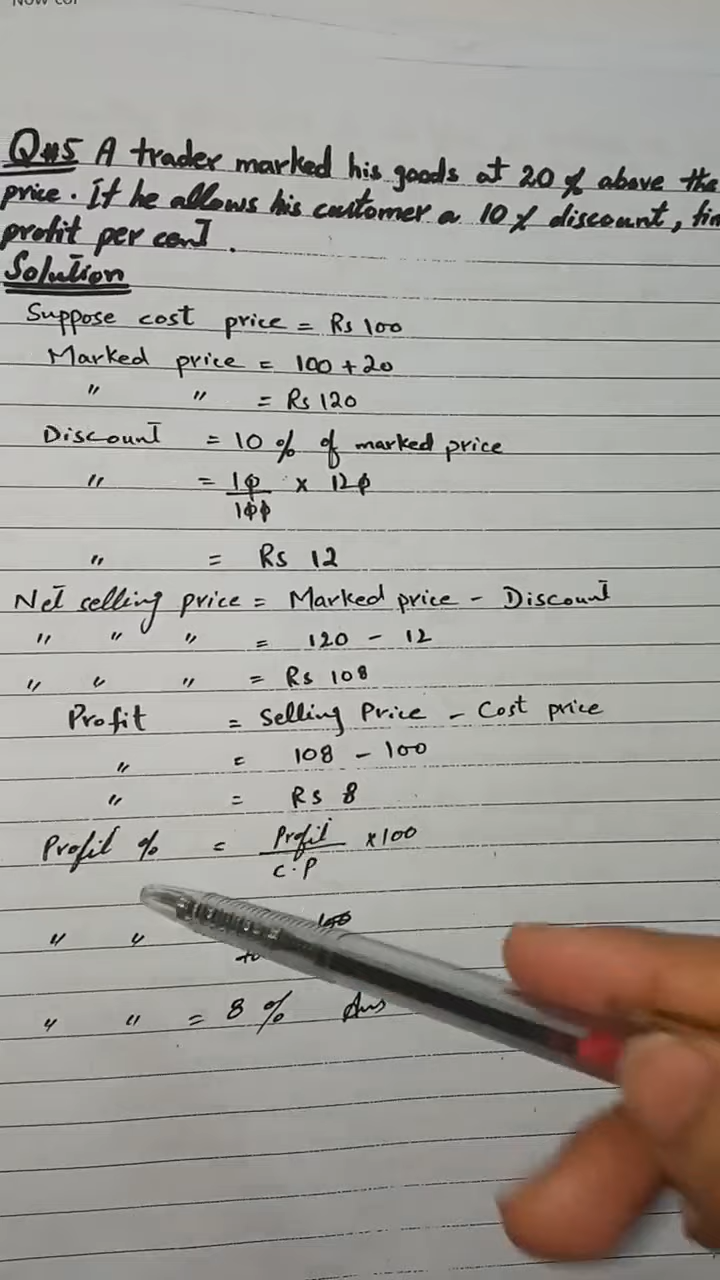 Q#5 A trader marked his goods at 20 % above the
price. If he allows his customer a 10 % discount,
profit per cent.
Solution
Suppose cost price = Rs 100
Marked price = 100 + 20
" " = Rs 120
Discount = 10 % of marked price
" = 10/100 x 120
" = Rs 12
Net selling price = Marked price - Discount
" " " = 120 - 12
" " " = Rs 108
Profit = Selling Price - Cost price
" = 108 - 100
" = Rs 8
Profit % = Profit/C.P x 100
" " 100
" " = 8 % Ans